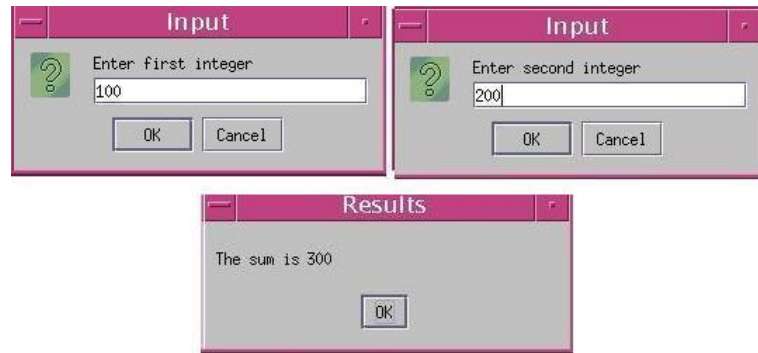 Input
Enter first integer
100
OK
Cancel
Input
Enter second integer
200
OK
Cancel
Results
The sum is 300
OK